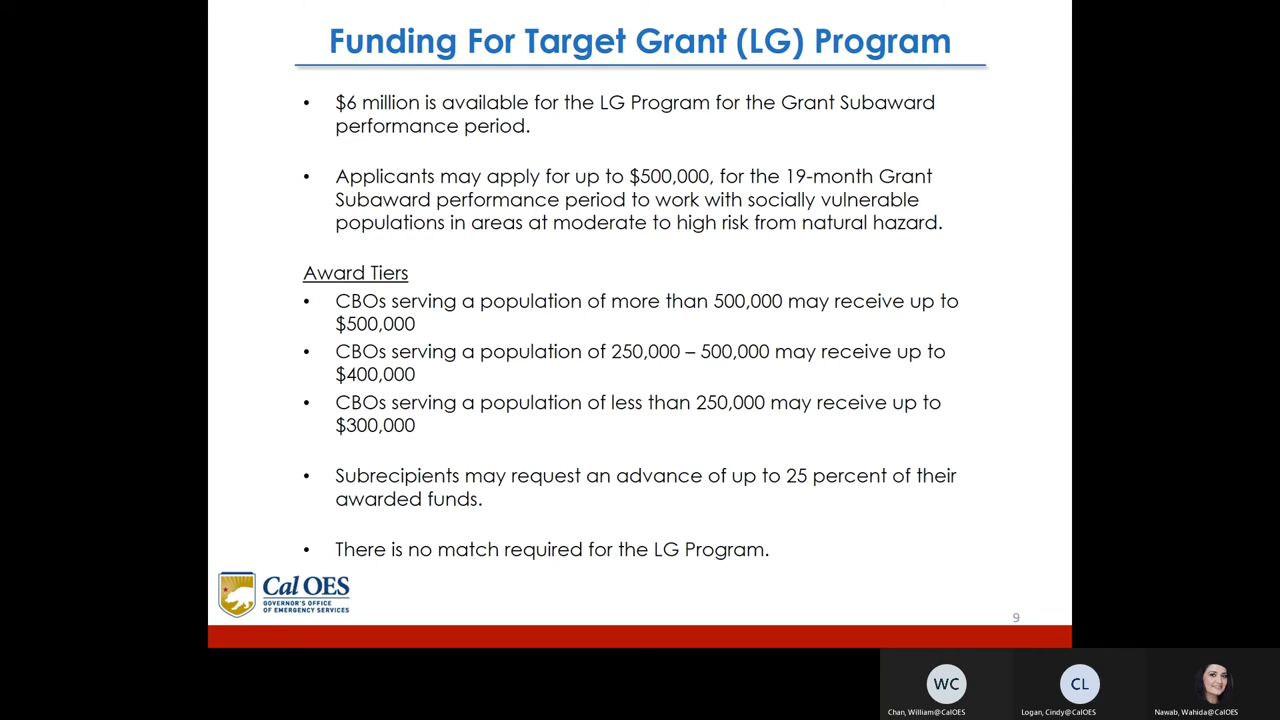 Funding For Target Grant (LG) Program
• $6 million is available for the LG Program for the Grant Subaward
performance period.
• Applicants may apply for up to $500,000, for the 19-month Grant
Subaward performance period to work with socially vulnerable
populations in areas at moderate to high risk from natural hazard.
Award Tiers
• CBOs serving a population of more than 500,000 may receive up to
$500,000
• CBOs serving a population of 250,000 – 500,000 may receive up to
$400,000
• CBOs serving a population of less than 250,000 may receive up to
$300,000
• Subrecipients may request an advance of up to 25 percent of their
awarded funds.
• There is no match required for the LG Program.
Cal OES
GOVERNOR'S OFFICE
OF EMERGENCY SERVICES
9
WC
CL
Chan, William@CalOES
Logan, Cindy@CalOES
Nawab, Wahida@CalOES